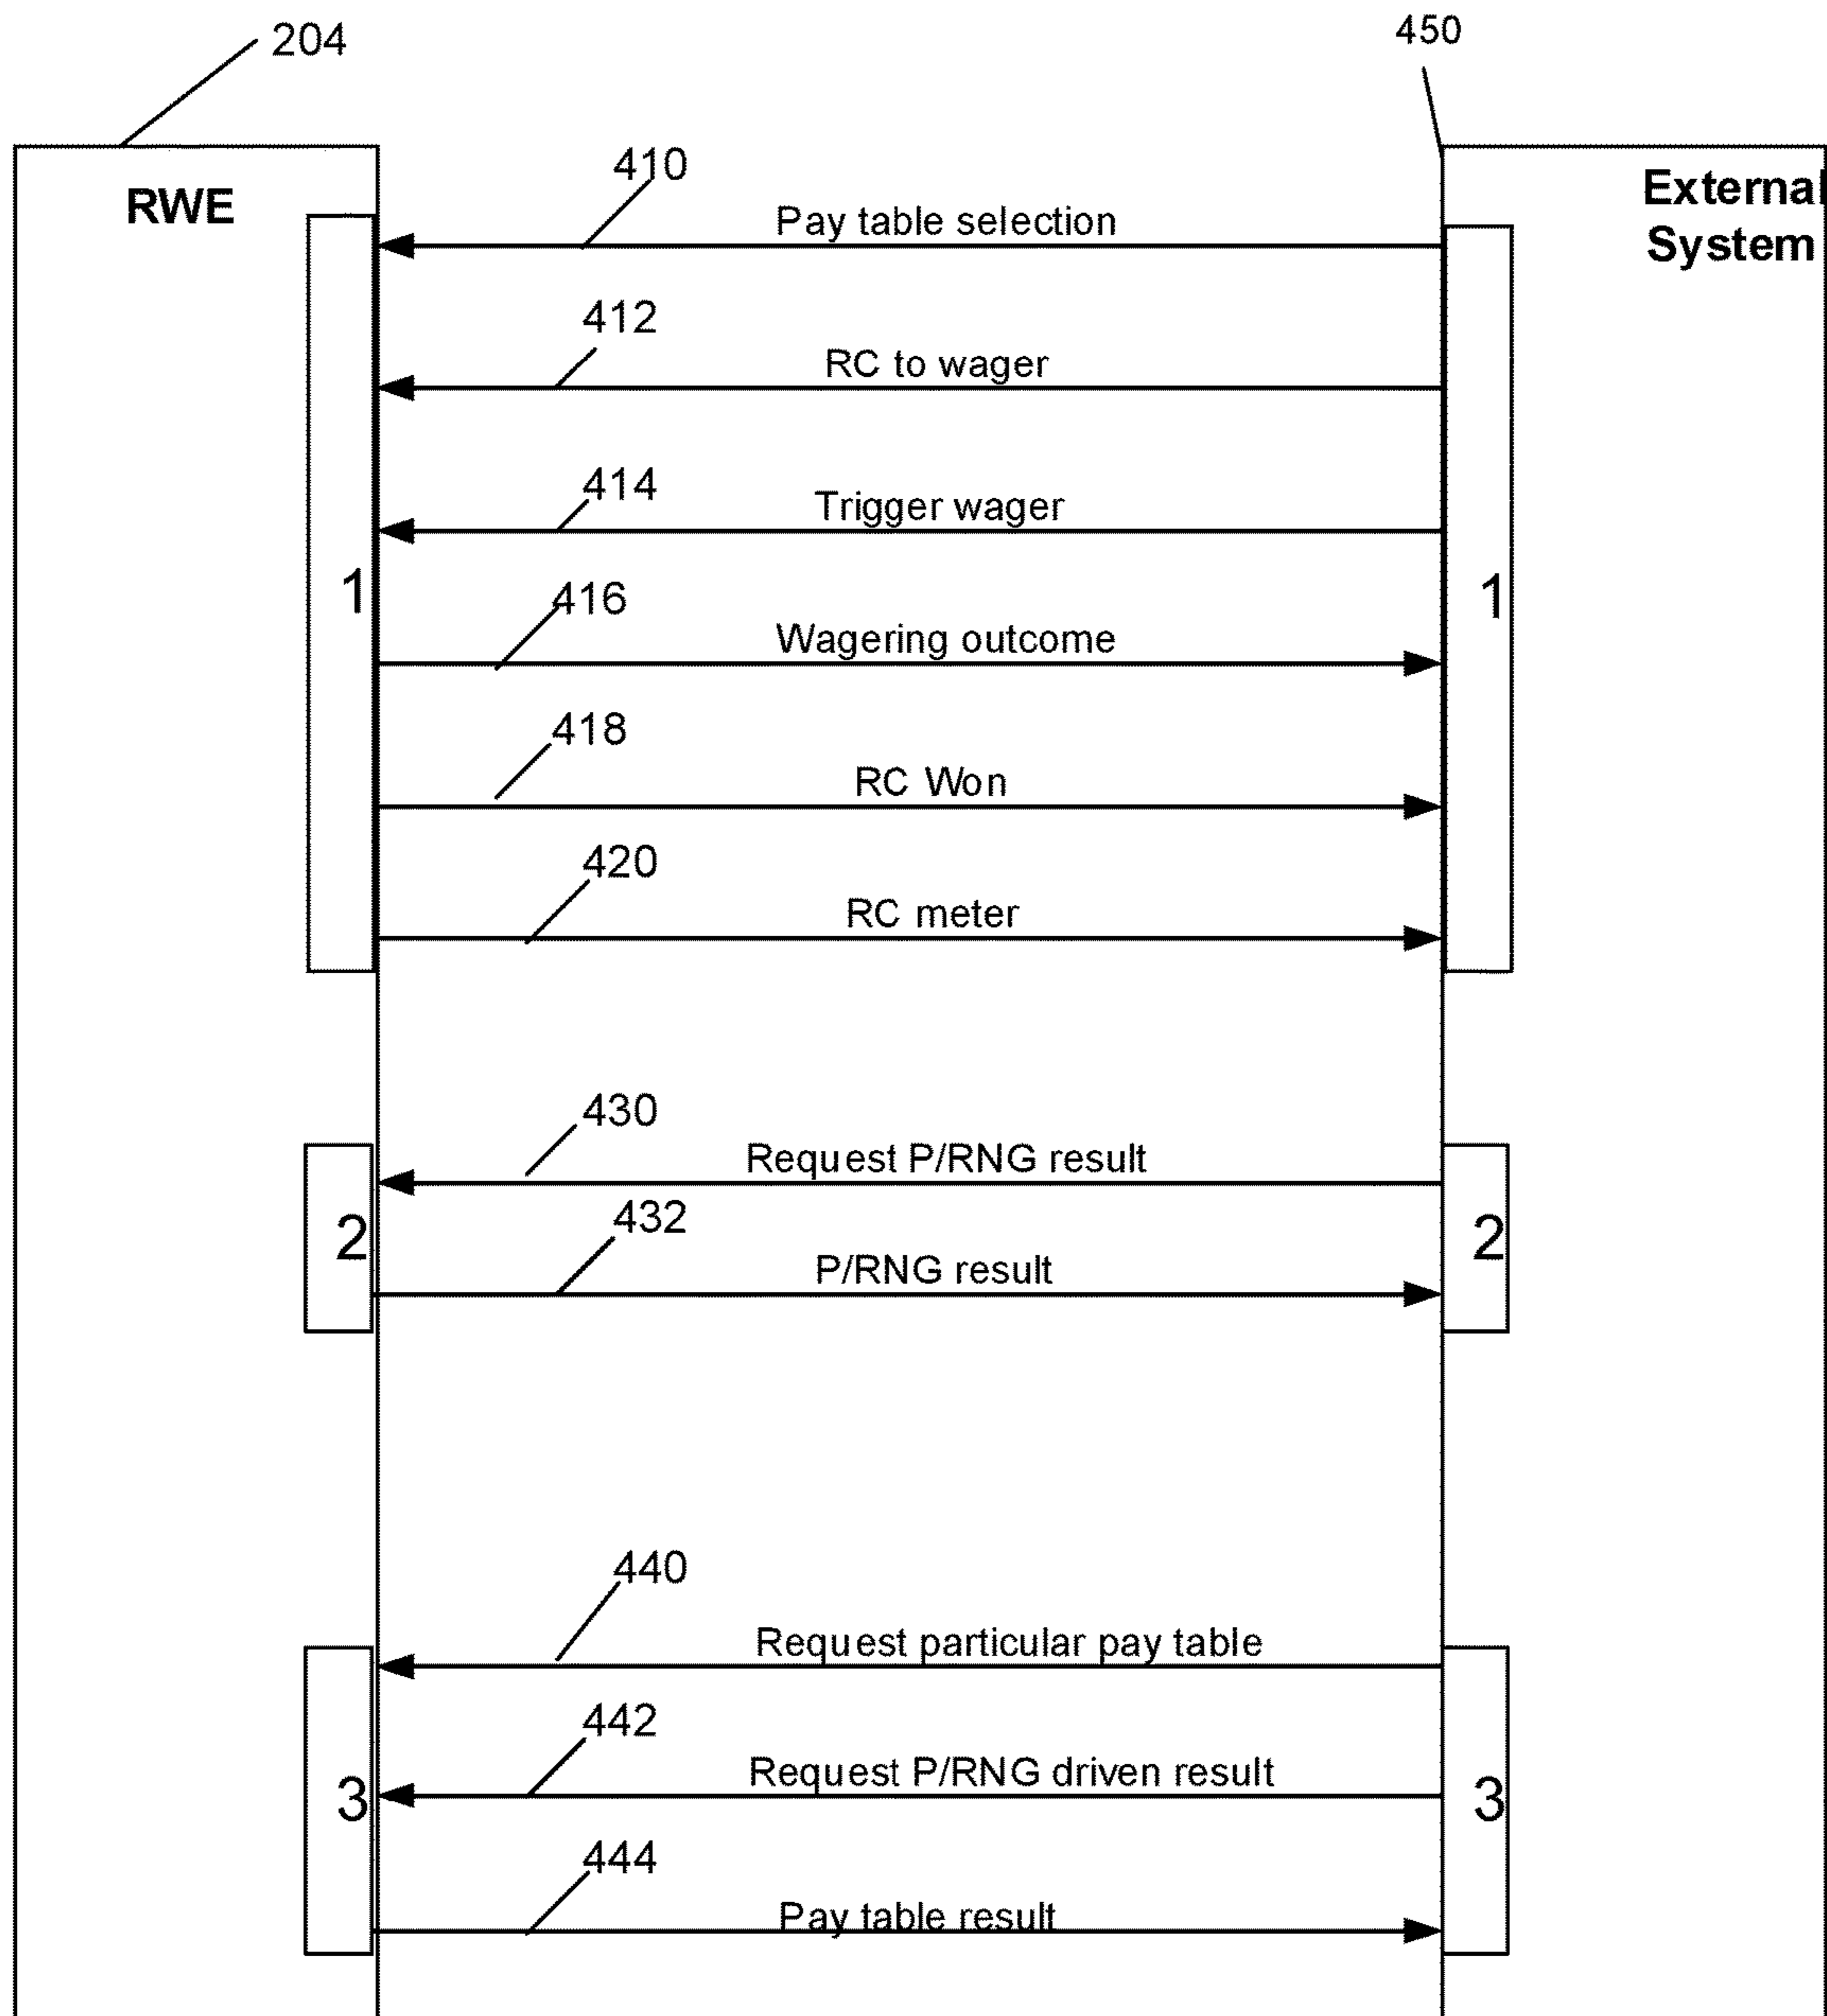 204
450
RWE
External
System
410
Pay table selection
412
RC to wager
414
Trigger wager
1
1
416
Wagering outcome
418
RC Won
420
RC meter
430
Request P/RNG result
2
2
432
P/RNG result
440
Request particular pay table
442
Request P/RNG driven result
3
3
444
Pay table result